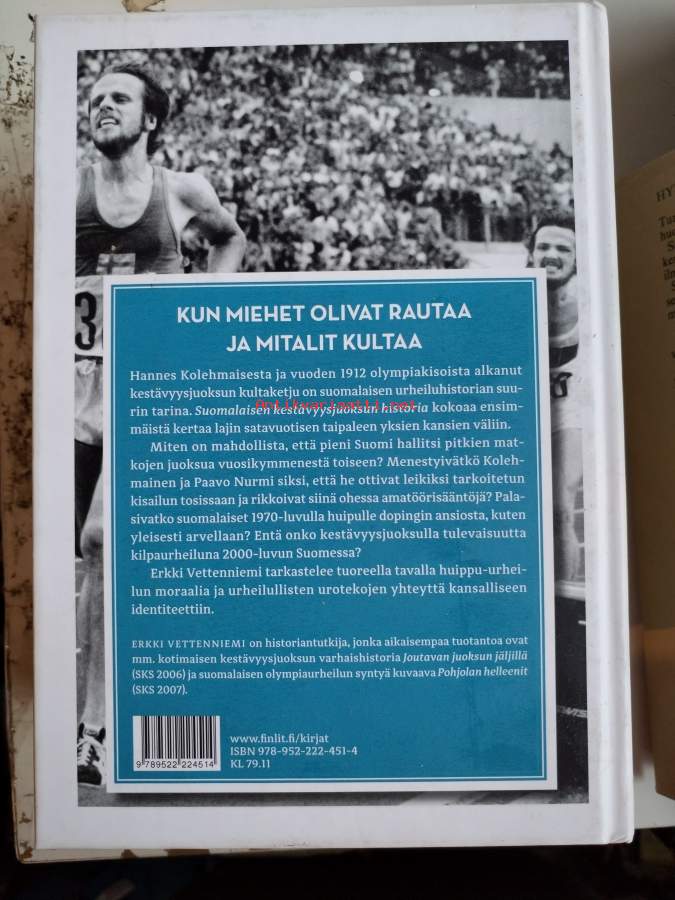 KUN MIEHET OLIVAT RAUTAA
JA MITALIT KULTAA
Hannes Kolehmaisesta ja vuoden 1912 olympiakisoista alkanut
kestävyysjuoksun kultaketju on suomalaisen urheiluhistorian suu-
rin tarina. Suomalaisen kestävyysjuoksun historia kokoaa ensim-
mäistä kertaa lajin satavuotisen taipaleen yksien kansien väliin.
Miten on mahdollista, että pieni Suomi hallitsi pitkien mat-
kojen juoksua vuosikymmenestä toiseen? Menestyivätkö Koleh-
mainen ja Paavo Nurmi siksi, että he ottivat leikiksi tarkoitetun
kisailun tosissaan ja rikkoivat siinä ohessa amatöörisääntöjä? Pala-
sivatko suomalaiset 1970-luvulla huipulle dopingin ansiosta, kuten
yleisesti arvellaan? Entä onko kestävyysjuoksulla tulevaisuutta
kilpaurheiluna 2000-luvun Suomessa?
Erkki Vettenniemi tarkastelee tuoreella tavalla huippu-urhei-
lun moraalia ja urheilullisten urotekojen yhteyttä kansalliseen
identiteettiin.
ERKKI VETTENNIEMI on historiantutkija, jonka aikaisempaa tuotantoa ovat
mm. kotimaisen kestävyysjuoksun varhaishistoria Joutavan juoksun jäljillä
(SKS 2006) ja suomalaisen olympiaurheilun syntyä kuvaava Pohjolan helleenit
(SKS 2007).
www.finlit.fi/kirjat
ISBN 978-952-222-451-4
KL 79.11
9 789522 224514
Antikvariaatti.net
3
HY